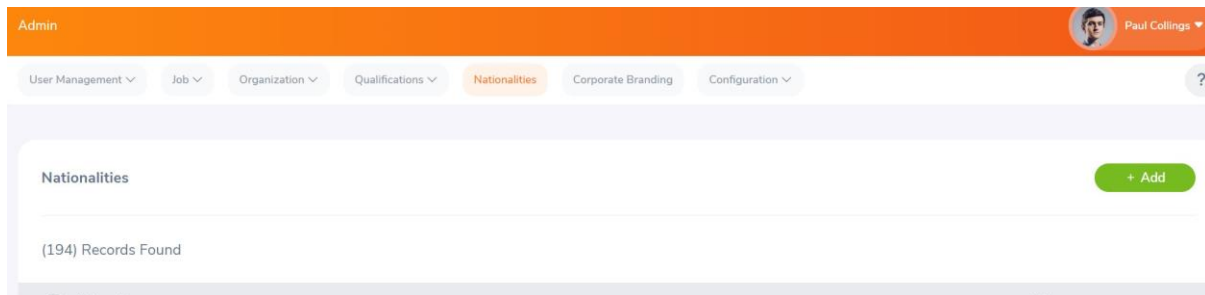 Admin
Paul Collings
User Management Job Organization Qualifications Nationalities Corporate Branding Configuration ?
Nationalities
+ Add
(194) Records Found